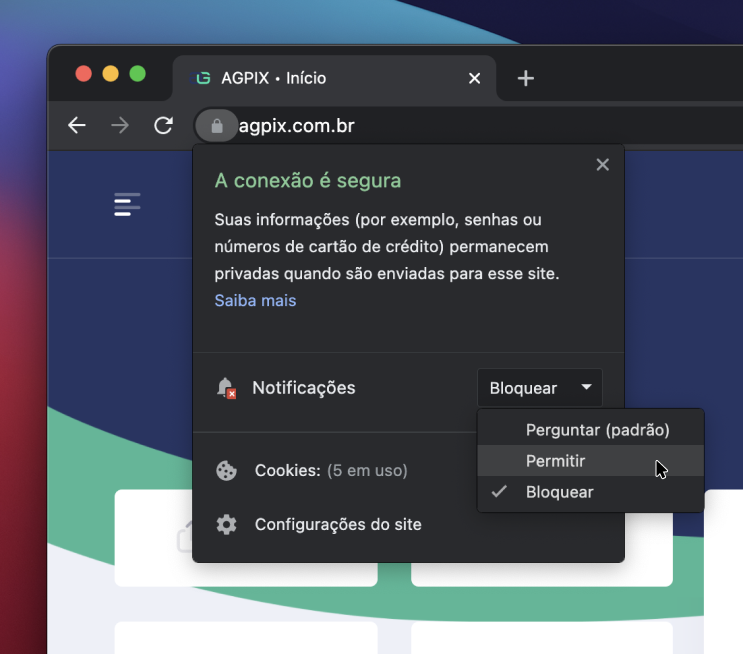 AGPIX • Início
agpix.com.br
A conexão é segura
Suas informações (por exemplo, senhas ou
números de cartão de crédito) permanecem
privadas quando são enviadas para esse site.
Saiba mais
Notificações
Bloquear
Perguntar (padrão)
Permitir
Bloquear
Cookies: (5 em uso)
Configurações do site